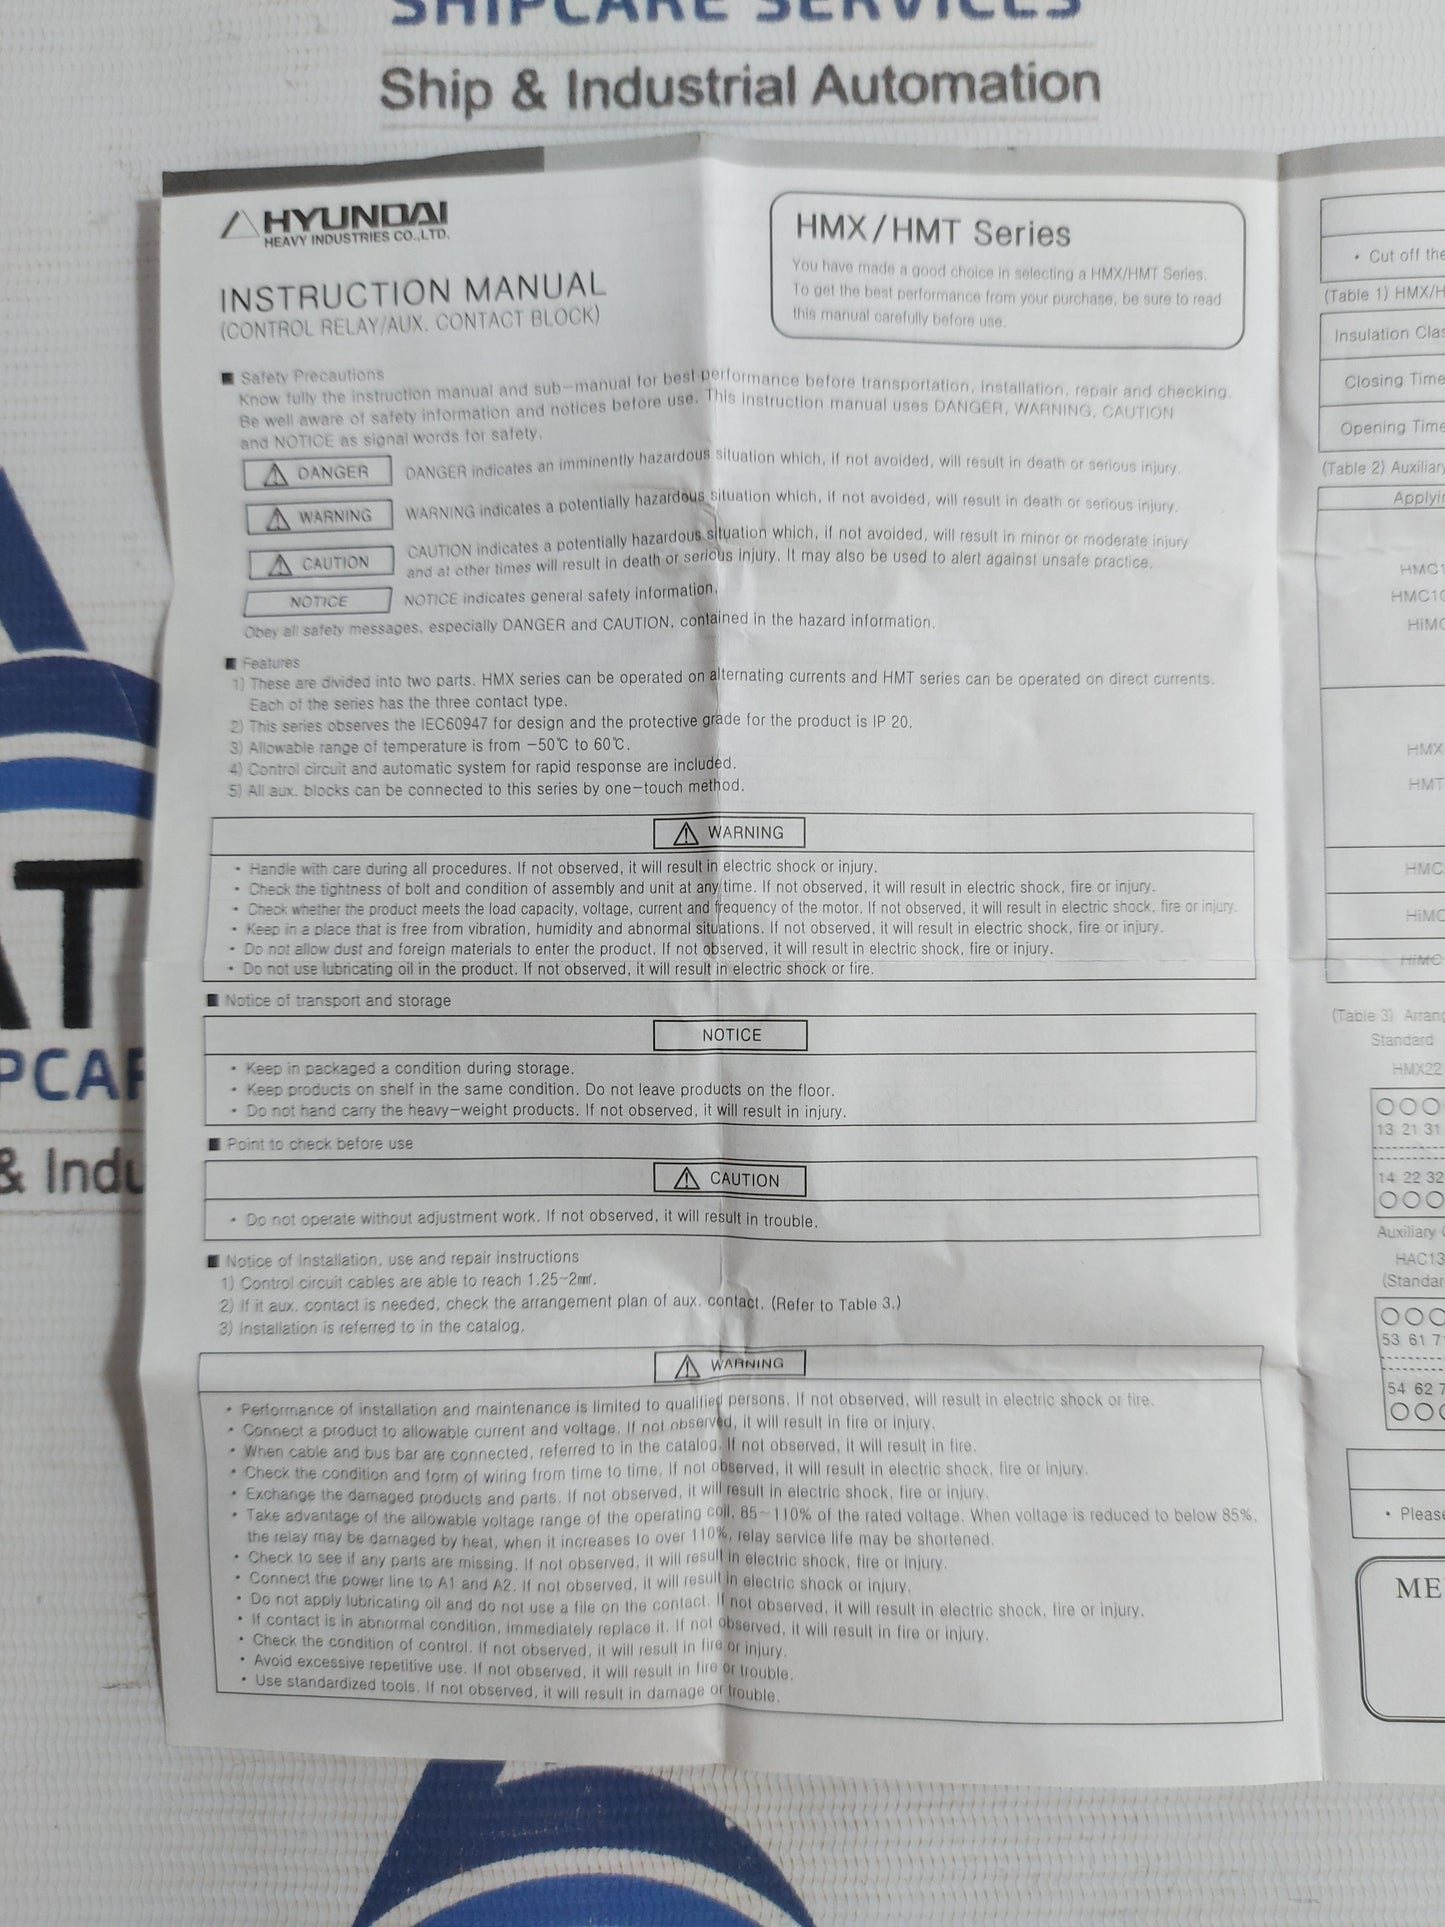 SHIPCARE SERVICES
Ship & Industrial Automation
HYUNDAI
HEAVY INDUSTRIES CO.,LTD.
INSTRUCTION MANUAL
(CONTROL RELAY/AUX. CONTACT BLOCK)
HMX/HMT Series
You have made a good choice in selecting a HMX/HMT Series.
To get the best performance from your purchase, be sure to read
this manual carefully before use.
■ Safety Precautions
Know fully the instruction manual and sub-manual for best performance before transportation, installation, repair and checking.
Be well aware of safety information and notices before use. This instruction manual uses DANGER, WARNING, CAUTION
and NOTICE as signal words for safety.
⚠ DANGER DANGER indicates an imminently hazardous situation which, if not avoided, will result in death or serious injury.
⚠ WARNING WARNING indicates a potentially hazardous situation which, if not avoided, will result in death or serious injury.
⚠ CAUTION CAUTION indicates a potentially hazardous situation which, if not avoided, will result in minor or moderate injury
and at other times will result in death or serious injury. It may also be used to alert against unsafe practice.
NOTICE NOTICE indicates general safety information.
Obey all safety messages, especially DANGER and CAUTION, contained in the hazard information.
■ Features
1) These are divided into two parts. HMX series can be operated on alternating currents and HMT series can be operated on direct currents.
Each of the series has the three contact type.
2) This series observes the IEC60947 for design and the protective grade for the product is IP 20.
3) Allowable range of temperature is from -50℃ to 60℃.
4) Control circuit and automatic system for rapid response are included.
5) All aux. blocks can be connected to this series by one-touch method.
⚠ WARNING
• Handle with care during all procedures. If not observed, it will result in electric shock or injury.
• Check the tightness of bolt and condition of assembly and unit at any time. If not observed, it will result in electric shock, fire or injury.
• Check whether the product meets the load capacity, voltage, current and frequency of the motor. If not observed, it will result in electric shock, fire or injury.
• Keep in a place that is free from vibration, humidity and abnormal situations. If not observed, it will result in electric shock, fire or injury.
• Do not allow dust and foreign materials to enter the product. If not observed, it will result in electric shock, fire or injury.
• Do not use lubricating oil in the product. If not observed, it will result in electric shock or fire.
■ Notice of transport and storage
NOTICE
• Keep in packaged a condition during storage.
• Keep products on shelf in the same condition. Do not leave products on the floor.
• Do not hand carry the heavy-weight products. If not observed, it will result in injury.
■ Point to check before use
⚠ CAUTION
• Do not operate without adjustment work. If not observed, it will result in trouble.
■ Notice of Installation, use and repair instructions
1) Control circuit cables are able to reach 1.25~2㎟.
2) If it aux. contact is needed, check the arrangement plan of aux. contact. (Refer to Table 3.)
3) Installation is referred to in the catalog.
⚠ WARNING
• Performance of installation and maintenance is limited to qualified persons. If not observed, will result in electric shock or fire.
• Connect a product to allowable current and voltage. If not observed, it will result in fire or injury.
• When cable and bus bar are connected, referred to in the catalog. If not observed, it will result in fire.
• Check the condition and form of wiring from time to time. If not observed, it will result in electric shock, fire or injury.
• Exchange the damaged products and parts. If not observed, it will result in electric shock, fire or injury.
• Take advantage of the allowable voltage range of the operating coil, 85~110% of the rated voltage. When voltage is reduced to below 85%,
the relay may be damaged by heat, when it increases to over 110%, relay service life may be shortened.
• Check to see if any parts are missing. If not observed, it will result in electric shock, fire or injury.
• Connect the power line to A1 and A2. If not observed, it will result in electric shock or injury.
• Do not apply lubricating oil and do not use a file on the contact. If not observed, it will result in electric shock, fire or injury.
• If contact is in abnormal condition, immediately replace it. If not observed, it will result in fire or injury.
• Check the condition of control. If not observed, it will result in fire or injury.
• Avoid excessive repetitive use. If not observed, it will result in fire or trouble.
• Use standardized tools. If not observed, it will result in damage or trouble.
• Cut off the
(Table 1) HMX/H
Insulation Clas
Closing Time
Opening Time
(Table 2) Auxiliary
Applyin
HMC1
HMC10
HiMC
HMX
HMT
HMC
HiMC
HiMC
(Table 3) Arrang
Standard
HMX22
13 21 31
14 22 32
Auxiliary
HAC13
(Standar
53 61 7
54 62 7
• Please
ME
AT
PCAR
& Indu